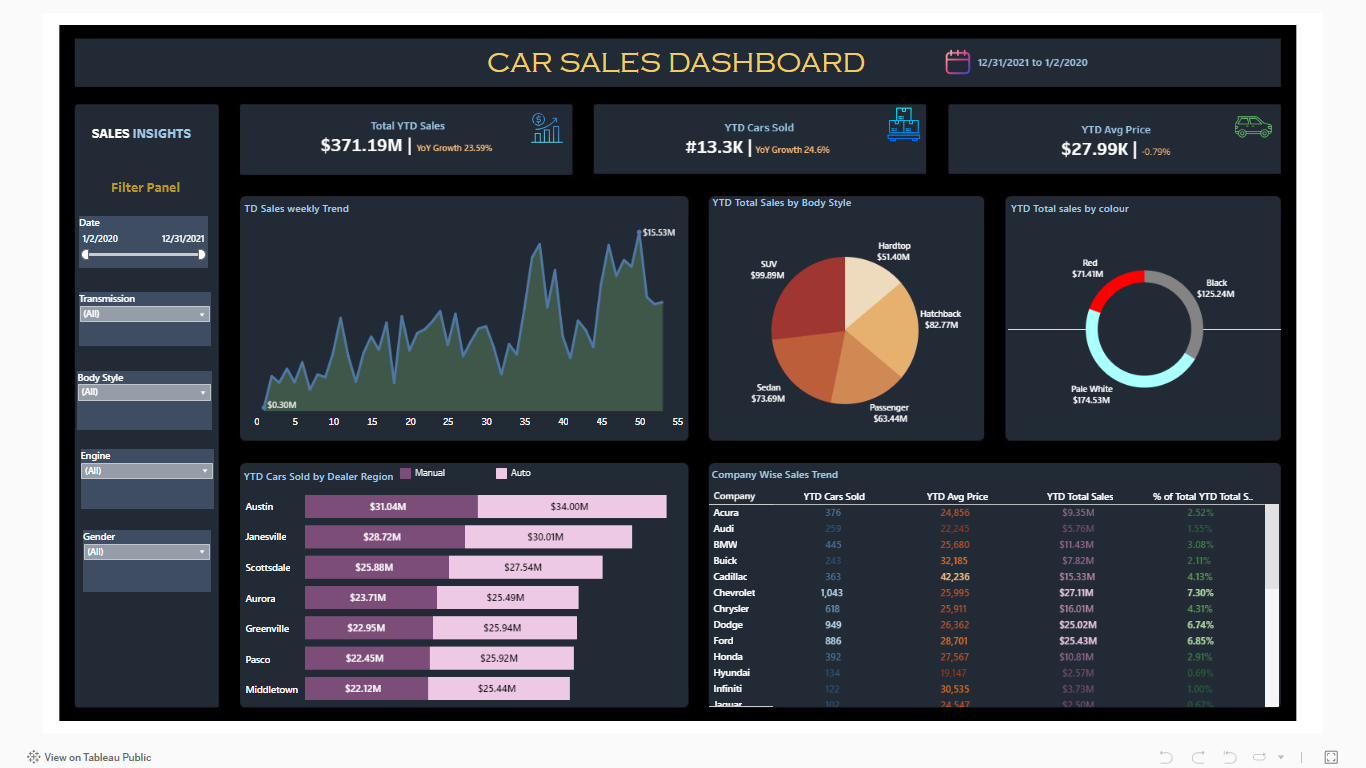 CAR SALES DASHBOARD
12/31/2021 to 1/2/2020
SALES INSIGHTS
Filter Panel
Date
1/2/2020 12/31/2021
Transmission
(All)
Body Style
(All)
Engine
(All)
Gender
(All)
Total YTD Sales
$371.19M | YoY Growth 23.59%
YTD Cars Sold
#13.3K | YoY Growth 24.6%
YTD Avg Price
$27.99K | -0.79%
TD Sales weekly Trend
$15.53M
$0.30M
0 5 10 15 20 25 30 35 40 45 50 55
YTD Total Sales by Body Style
Hardtop
$51.40M
SUV
$99.89M
Hatchback
$82.77M
Sedan
$73.69M
Passenger
$63.44M
YTD Total sales by colour
Red
$71.41M
Black
$125.24M
Pale White
$174.53M
YTD Cars Sold by Dealer Region Manual Auto
Austin $31.04M $34.00M
Janesville $28.72M $30.01M
Scottsdale $25.88M $27.54M
Aurora $23.71M $25.49M
Greenville $22.95M $25.94M
Pasco $22.45M $25.92M
Middletown $22.12M $25.44M
Company Wise Sales Trend
Company YTD Cars Sold YTD Avg Price YTD Total Sales % of Total YTD Total S..
Acura 376 24,856 $9.35M 2.52%
Audi 259 22,245 $5.76M 1.55%
BMW 445 25,680 $11.43M 3.08%
Buick 243 32,185 $7.82M 2.11%
Cadillac 363 42,236 $15.33M 4.13%
Chevrolet 1,043 25,995 $27.11M 7.30%
Chrysler 618 25,911 $16.01M 4.31%
Dodge 949 26,362 $25.02M 6.74%
Ford 886 28,701 $25.43M 6.85%
Honda 392 27,567 $10.81M 2.91%
Hyundai 134 19,147 $2.57M 0.69%
Infiniti 122 30,535 $3.73M 1.00%
Jaguar 102 24,547 $2.50M 0.67%
View on Tableau Public